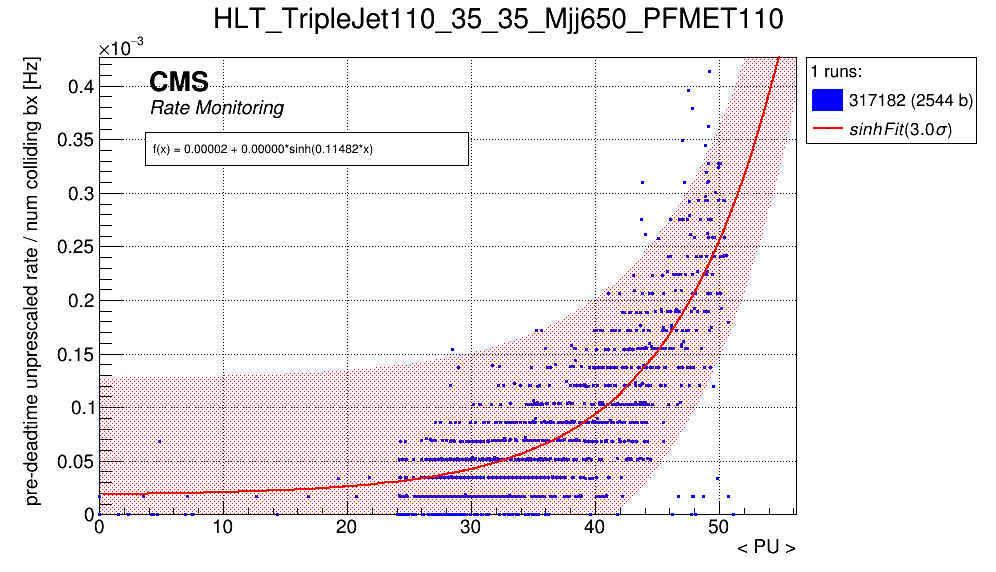 HLT_TripleJet110_35_35_Mjj650_PFMET110
×10⁻³
pre-deadtime unprescaled rate / num colliding bx [Hz]
CMS
Rate Monitoring
f(x) = 0.00002 + 0.00000*sinh(0.11482*x)
1 runs:
317182 (2544 b)
sinhFit(3.0σ)
0.4
0.35
0.3
0.25
0.2
0.15
0.1
0.05
0
0 10 20 30 40 50
< PU >